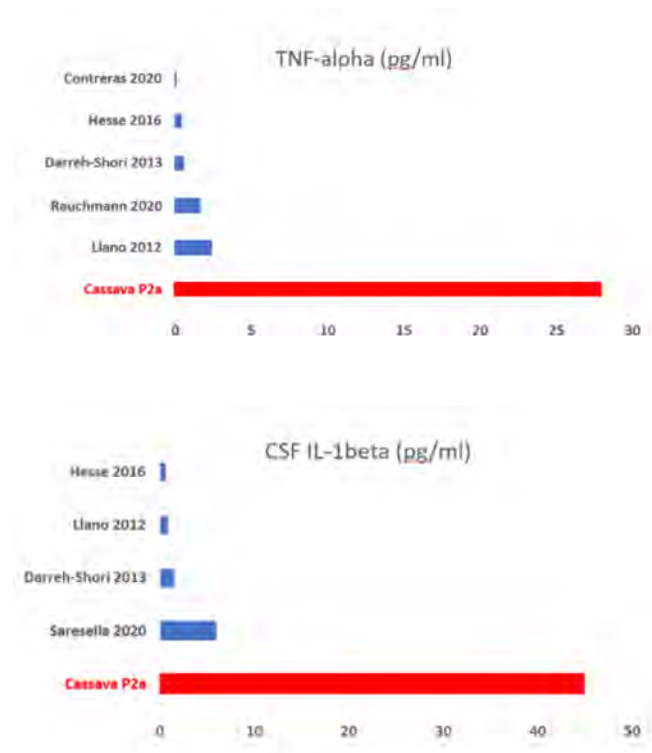 TNF-alpha (pg/ml)
Contreras 2020
Hesse 2016
Darreh-Shori 2013
Rauchmann 2020
Llano 2012
Cassava P2a
0 5 10 15 20 25 30
CSF IL-1beta (pg/ml)
Hesse 2016
Llano 2012
Darreh-Shori 2013
Saresella 2020
Cassava P2a
0 10 20 30 40 50